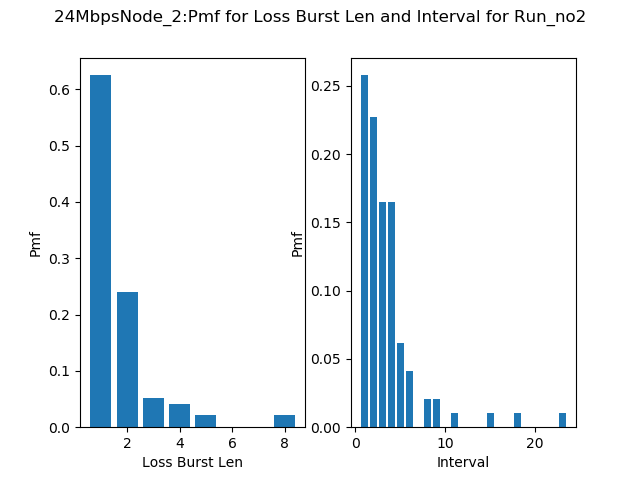 24MbpsNode_2:Pmf for Loss Burst Len and Interval for Run_no2
Pmf
0.6
0.5
0.4
0.3
0.2
0.1
0.0
2 4 6 8
Loss Burst Len
Pmf
0.25
0.20
0.15
0.10
0.05
0.00
0 10 20
Interval